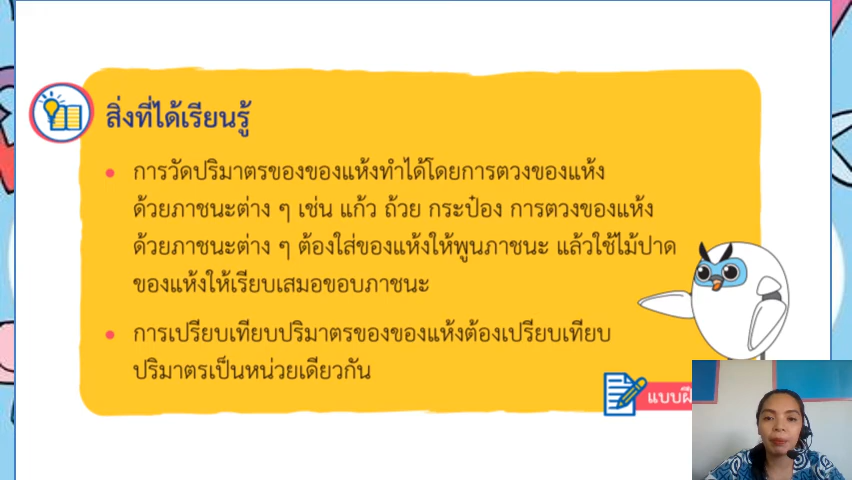 สิ่งที่ได้เรียนรู้
การวัดปริมาตรของของแห้งทำได้โดยการตวงของแห้ง
ด้วยภาชนะต่าง ๆ เช่น แก้ว ถ้วย กระป๋อง การตวงของแห้ง
ด้วยภาชนะต่าง ๆ ต้องใส่ของแห้งให้พูนภาชนะ แล้วใช้ไม้ปาด
ของแห้งให้เรียบเสมอขอบภาชนะ
การเปรียบเทียบปริมาตรของของแห้งต้องเปรียบเทียบ
ปริมาตรเป็นหน่วยเดียวกัน